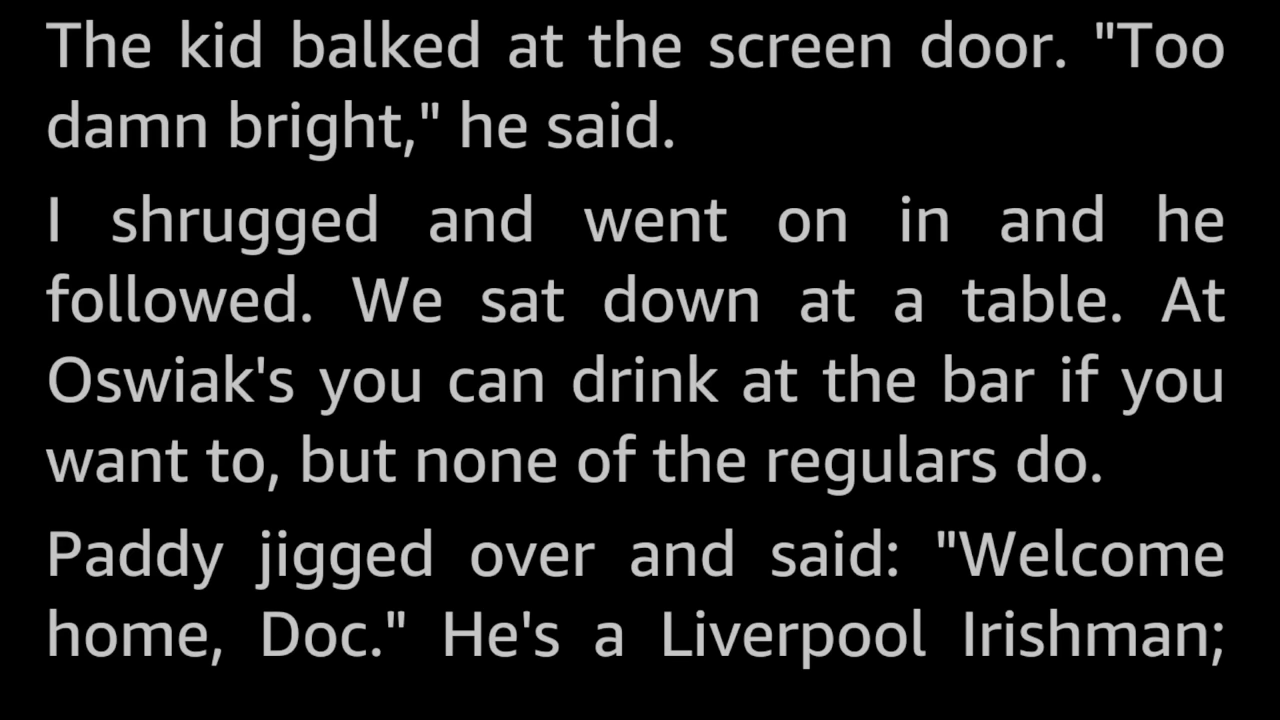 The kid balked at the screen door. "Too
damn bright," he said.
I shrugged and went on in and he
followed. We sat down at a table. At
Oswiak's you can drink at the bar if you
want to, but none of the regulars do.
Paddy jigged over and said: "Welcome
home, Doc." He's a Liverpool Irishman;